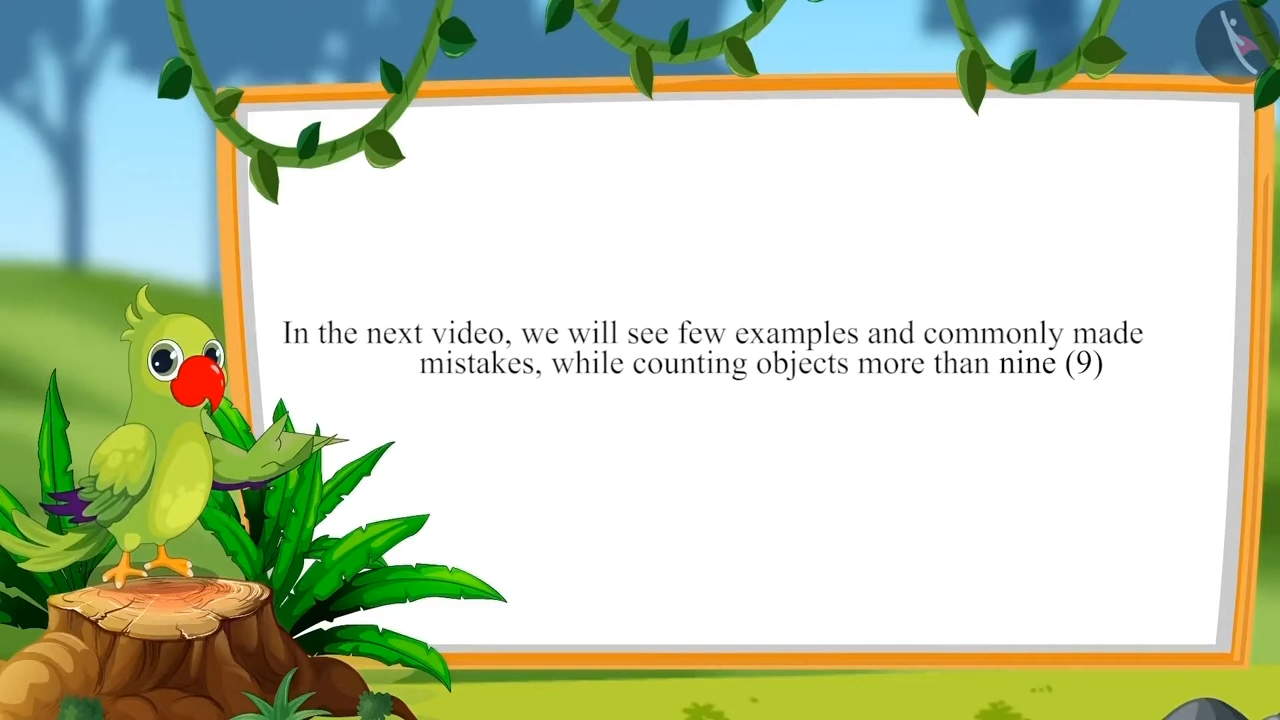 In the next video, we will see few examples and commonly made
mistakes, while counting objects more than nine (9)